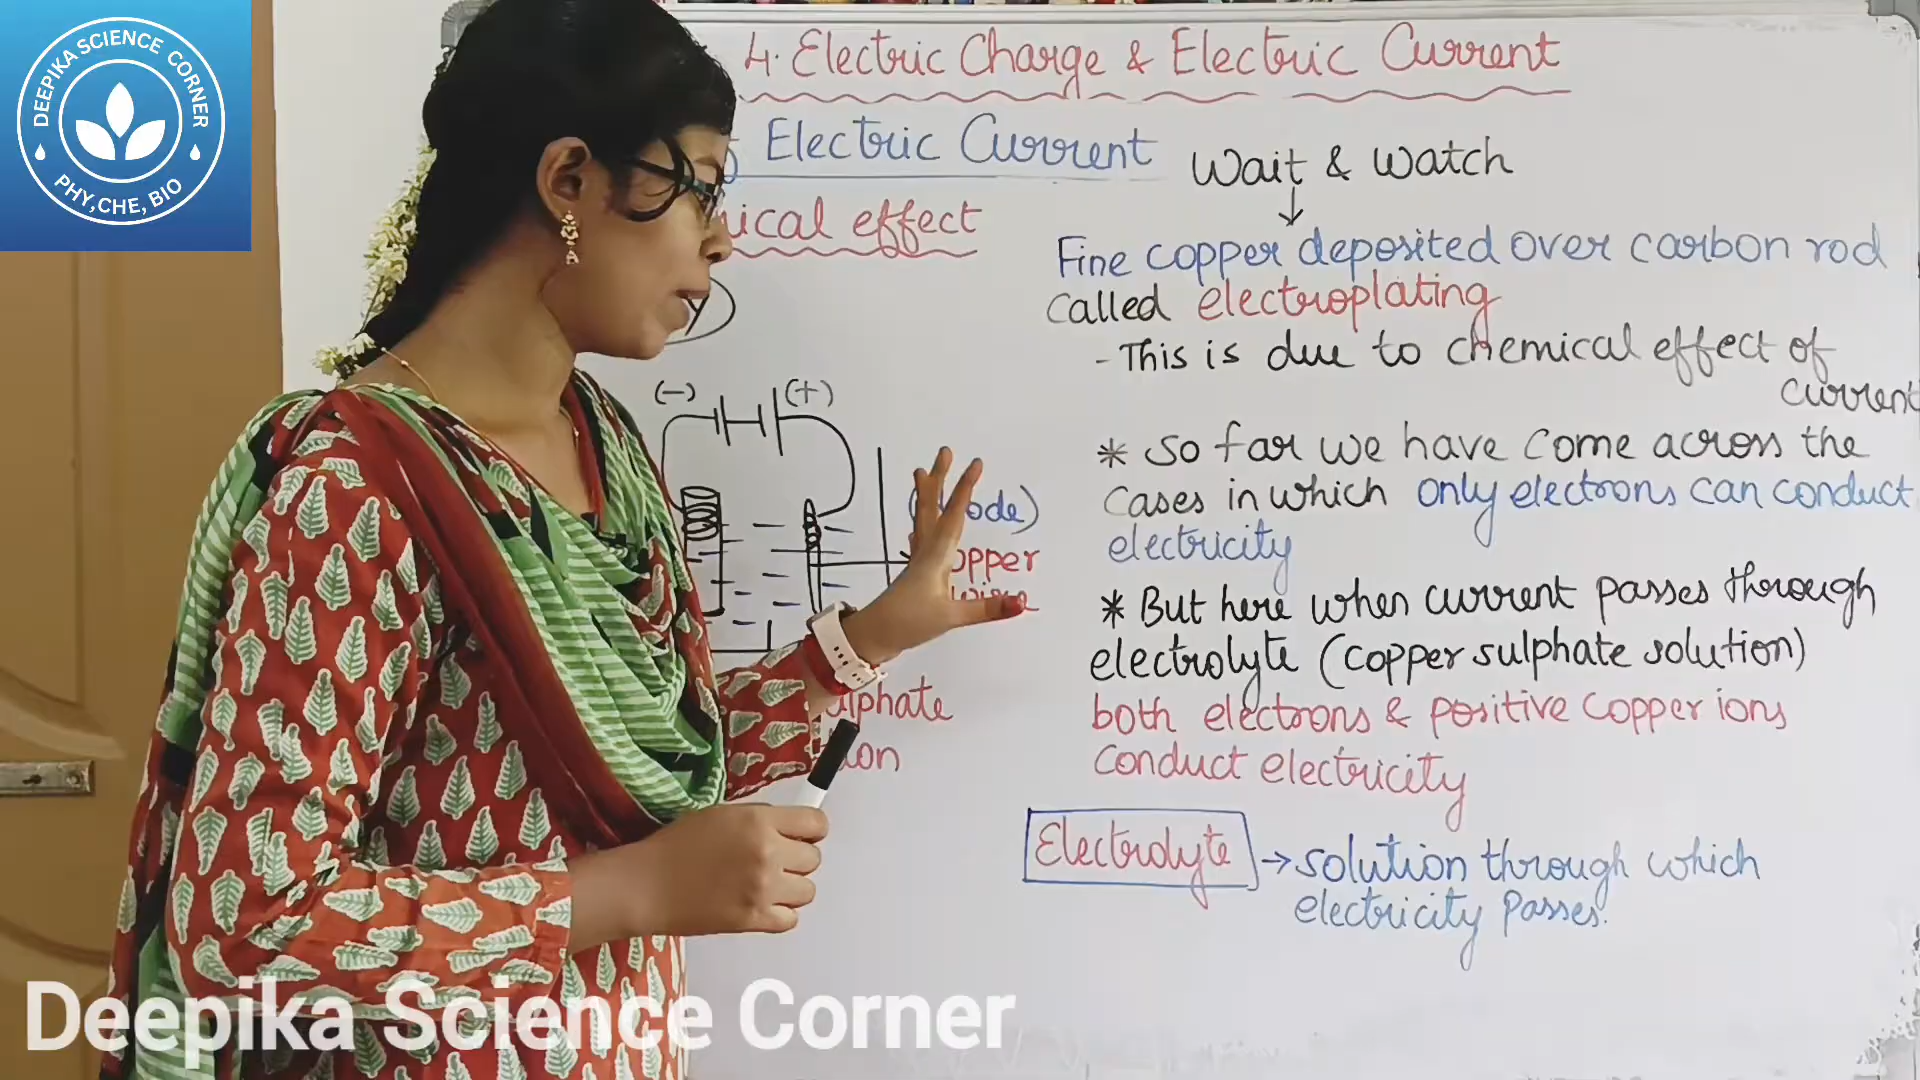 DEEPIKA SCIENCE CORNER
PHY,CHE, BIO
4. Electric Charge & Electric Current
Electric Current
Wait & Watch
effect
Fine copper deposited over carbon rod
called electroplating
- This is due to chemical effect of
current
(-) (+)
* So far we have come across the
cases in which only electrons can conduct
electricity
* But here when current passes through
electrolyte (copper sulphate solution)
both electrons & positive copper ions
conduct electricity
Electrolyte → solution through which
electricity passes.
Deepika Science Corner